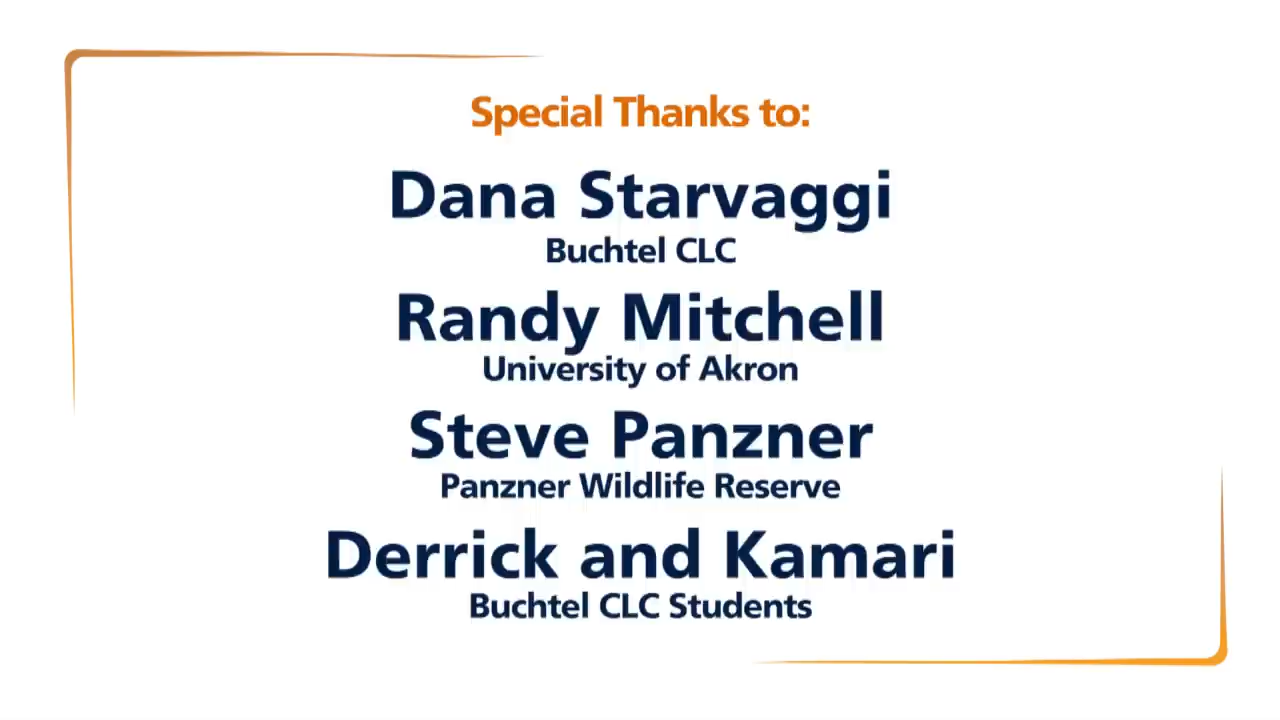 Special Thanks to:
Dana Starvaggi
Buchtel CLC
Randy Mitchell
University of Akron
Steve Panzner
Panzner Wildlife Reserve
Derrick and Kamari
Buchtel CLC Students